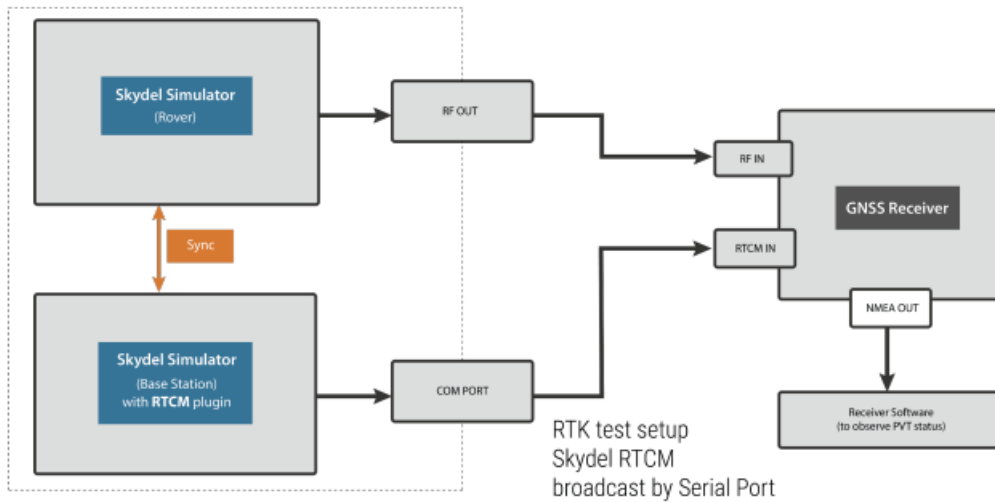 Skydel Simulator
(Rover)
RF OUT
RF IN
GNSS Receiver
Sync
RTCM IN
NMEA OUT
Skydel Simulator
(Base Station)
with RTCM plugin
COM PORT
Receiver Software
(to observe PVT status)
RTK test setup
Skydel RTCM
broadcast by Serial Port